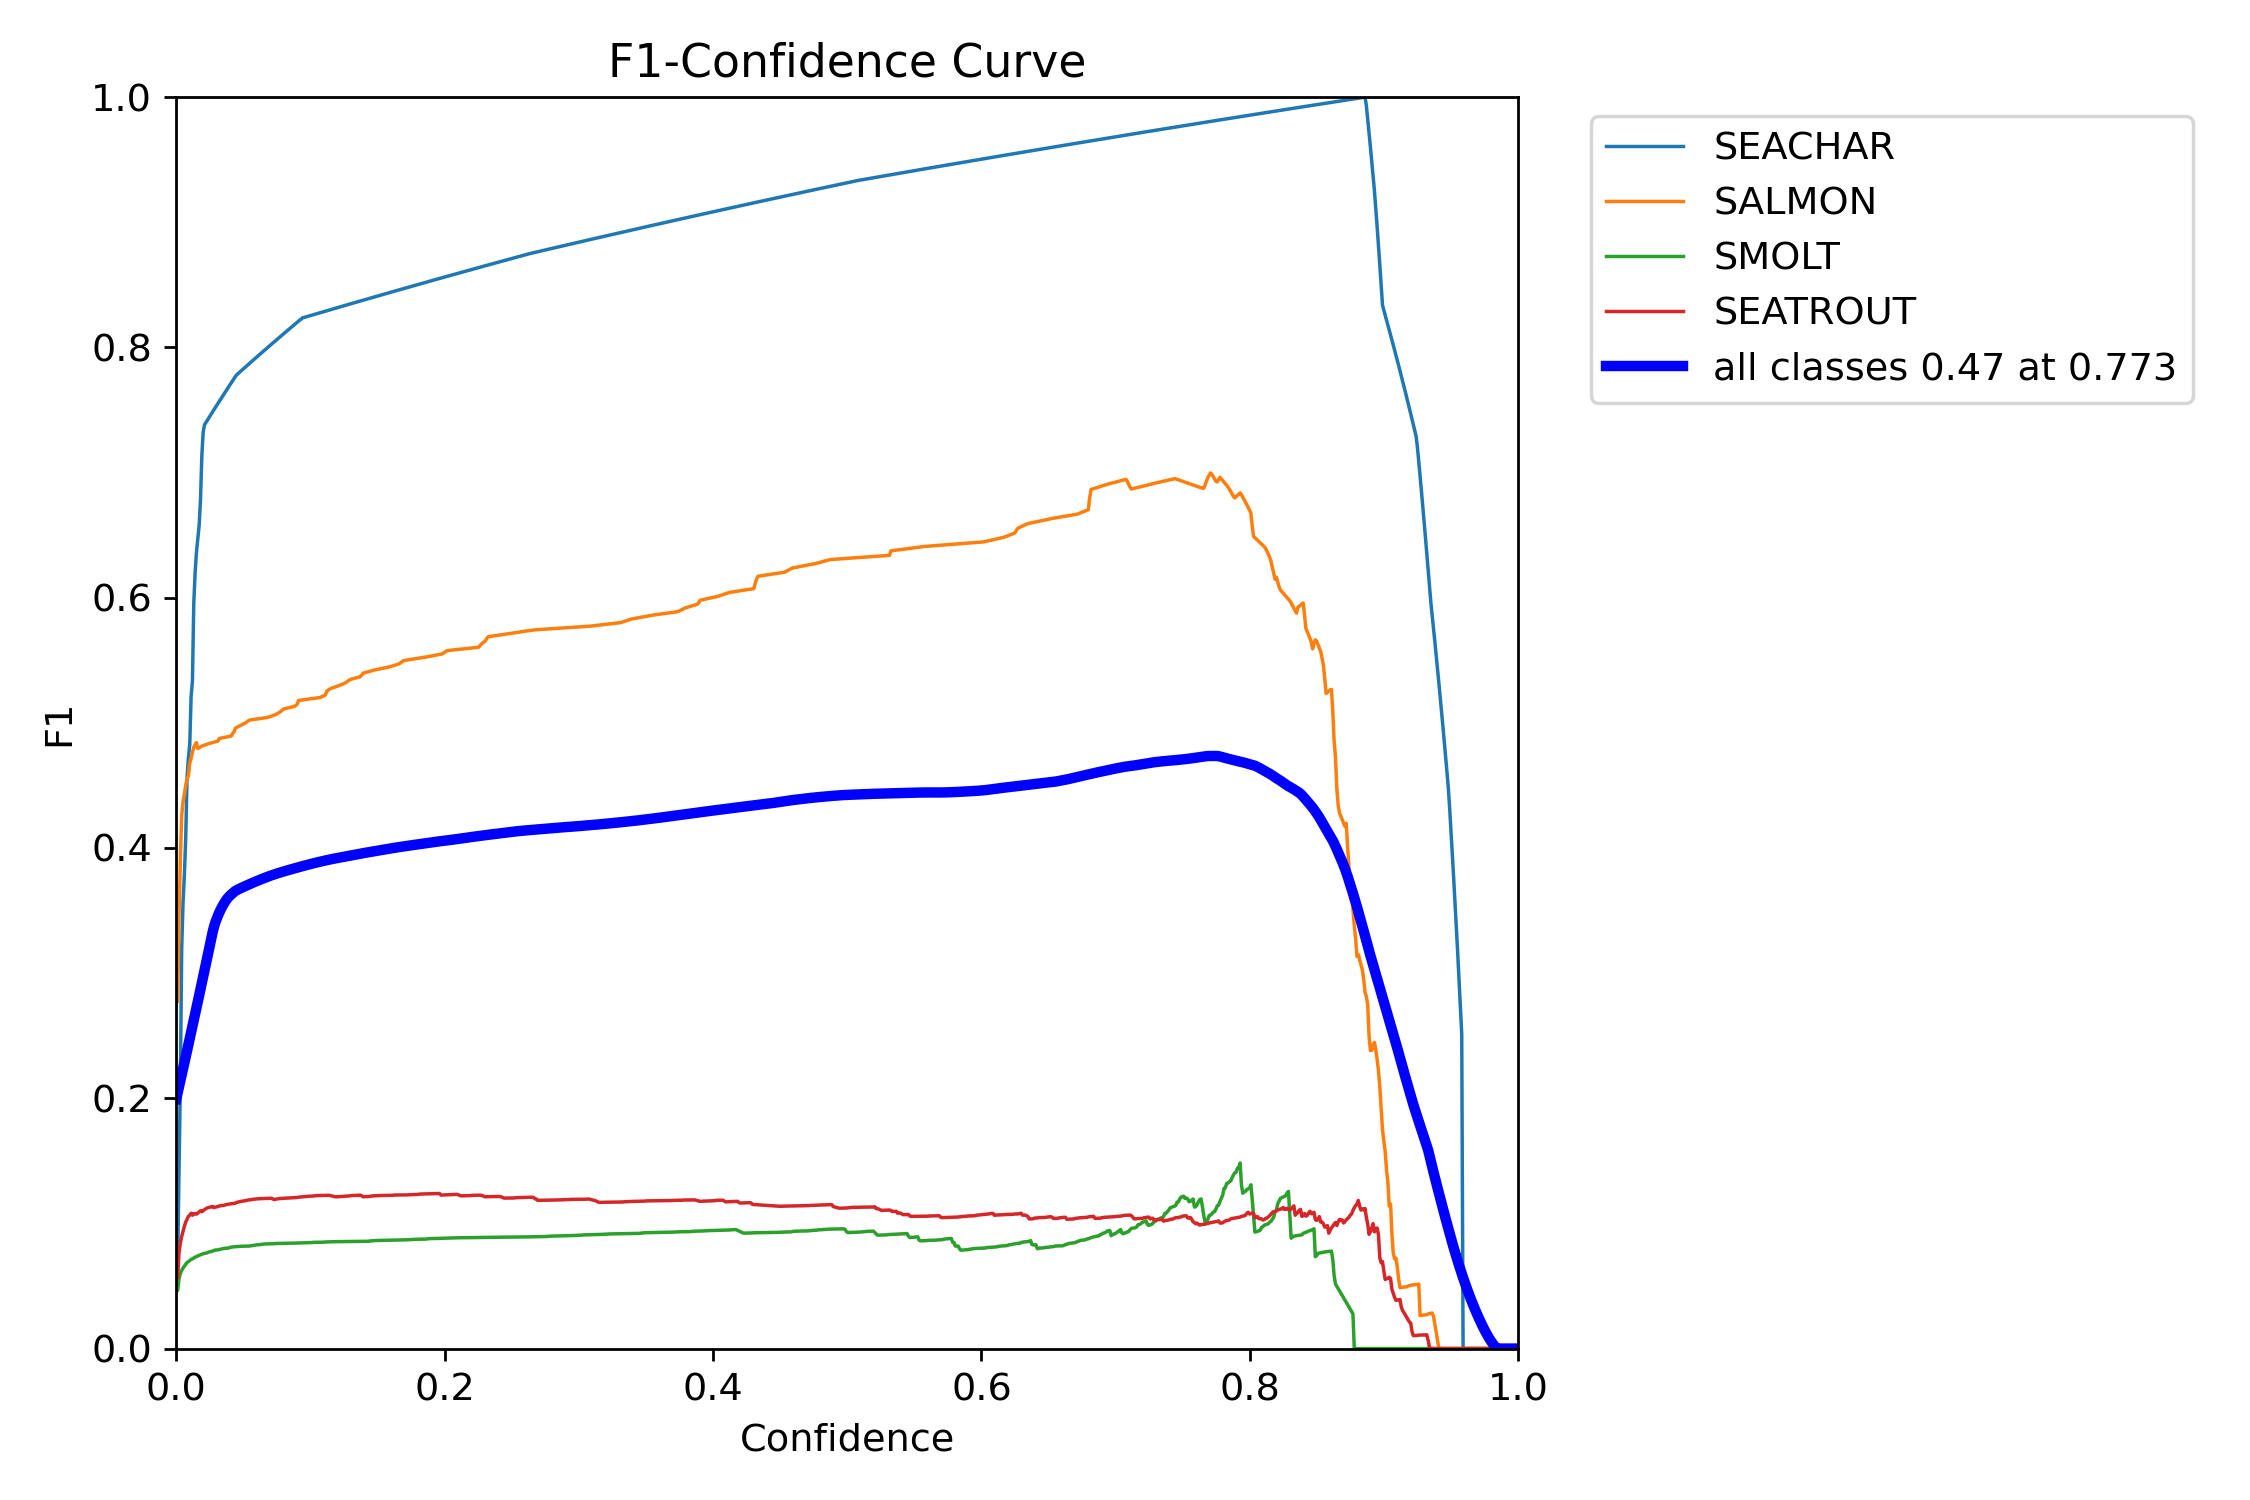 F1-Confidence Curve
1.0
0.8
0.6
0.4
0.2
0.0
F1
0.0 0.2 0.4 0.6 0.8 1.0
Confidence
SEACHAR
SALMON
SMOLT
SEATROUT
all classes 0.47 at 0.773